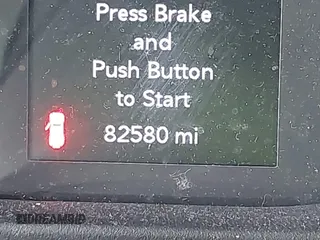 Press Brake
and
Push Button
to Start
82580 mi